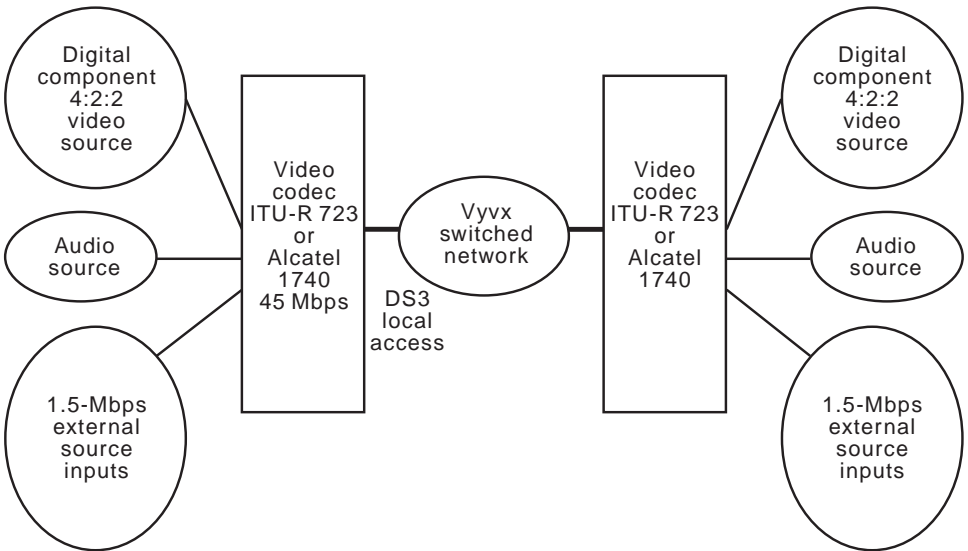 Digital
component
4:2:2
video
source
Audio
source
1.5-Mbps
external
source
inputs
Video
codec
ITU-R 723
or
Alcatel
1740
45 Mbps
DS3
local
access
Vyvx
switched
network
Video
codec
ITU-R 723
or
Alcatel
1740
Digital
component
4:2:2
video
source
Audio
source
1.5-Mbps
external
source
inputs